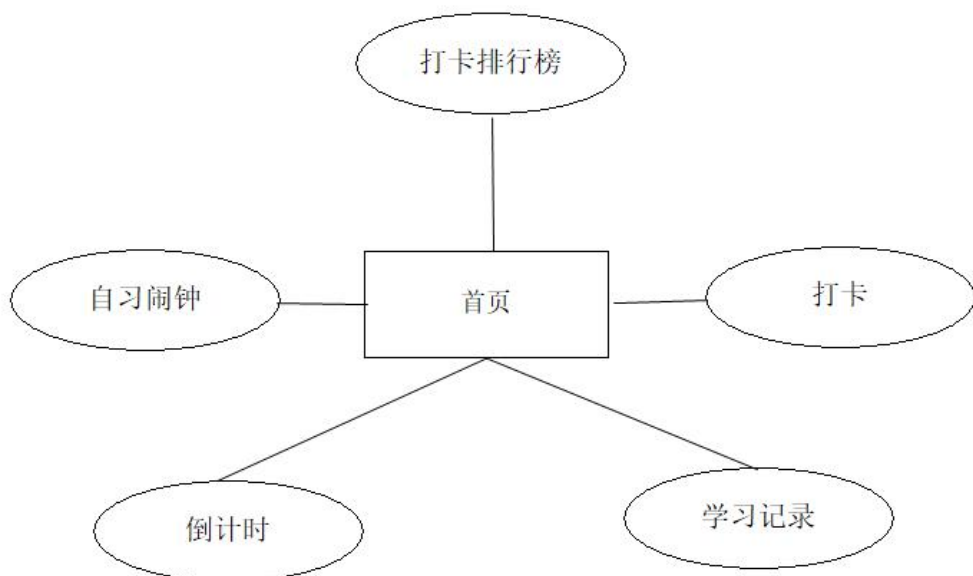 打卡排行榜
自习闹钟
首页
打卡
倒计时
学习记录